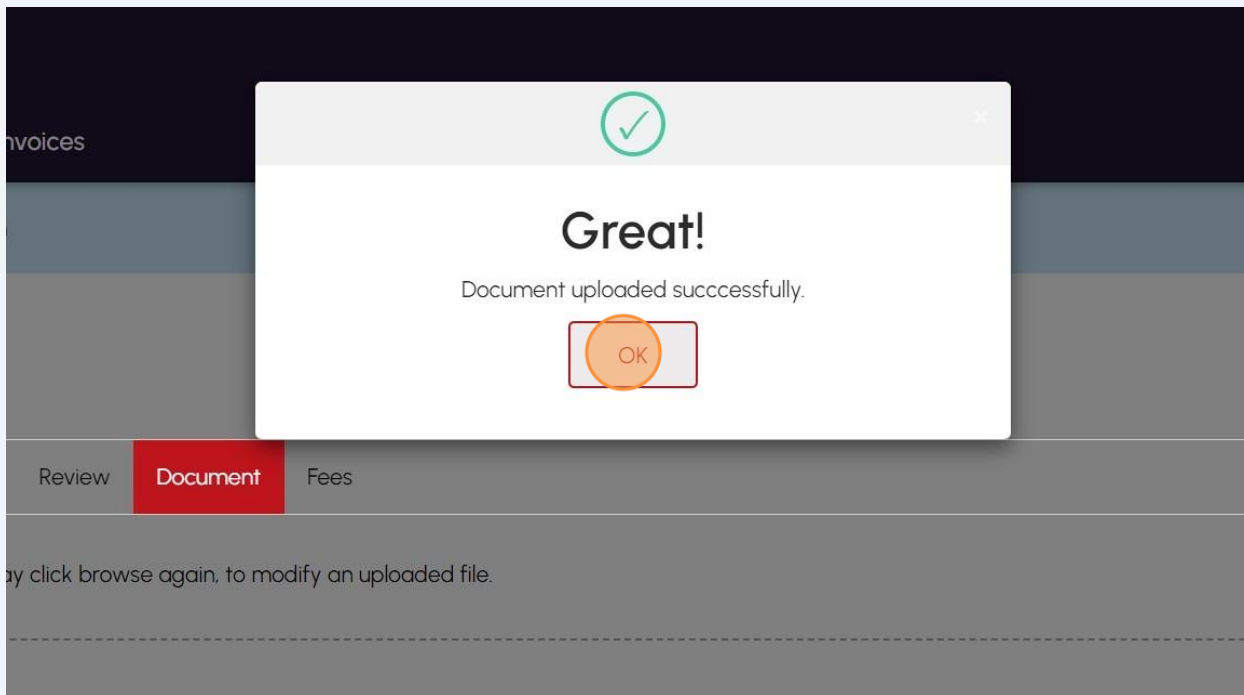 nvoices
Great!
Document uploaded succcessfully.
OK
Review Document Fees
ay click browse again, to modify an uploaded file.